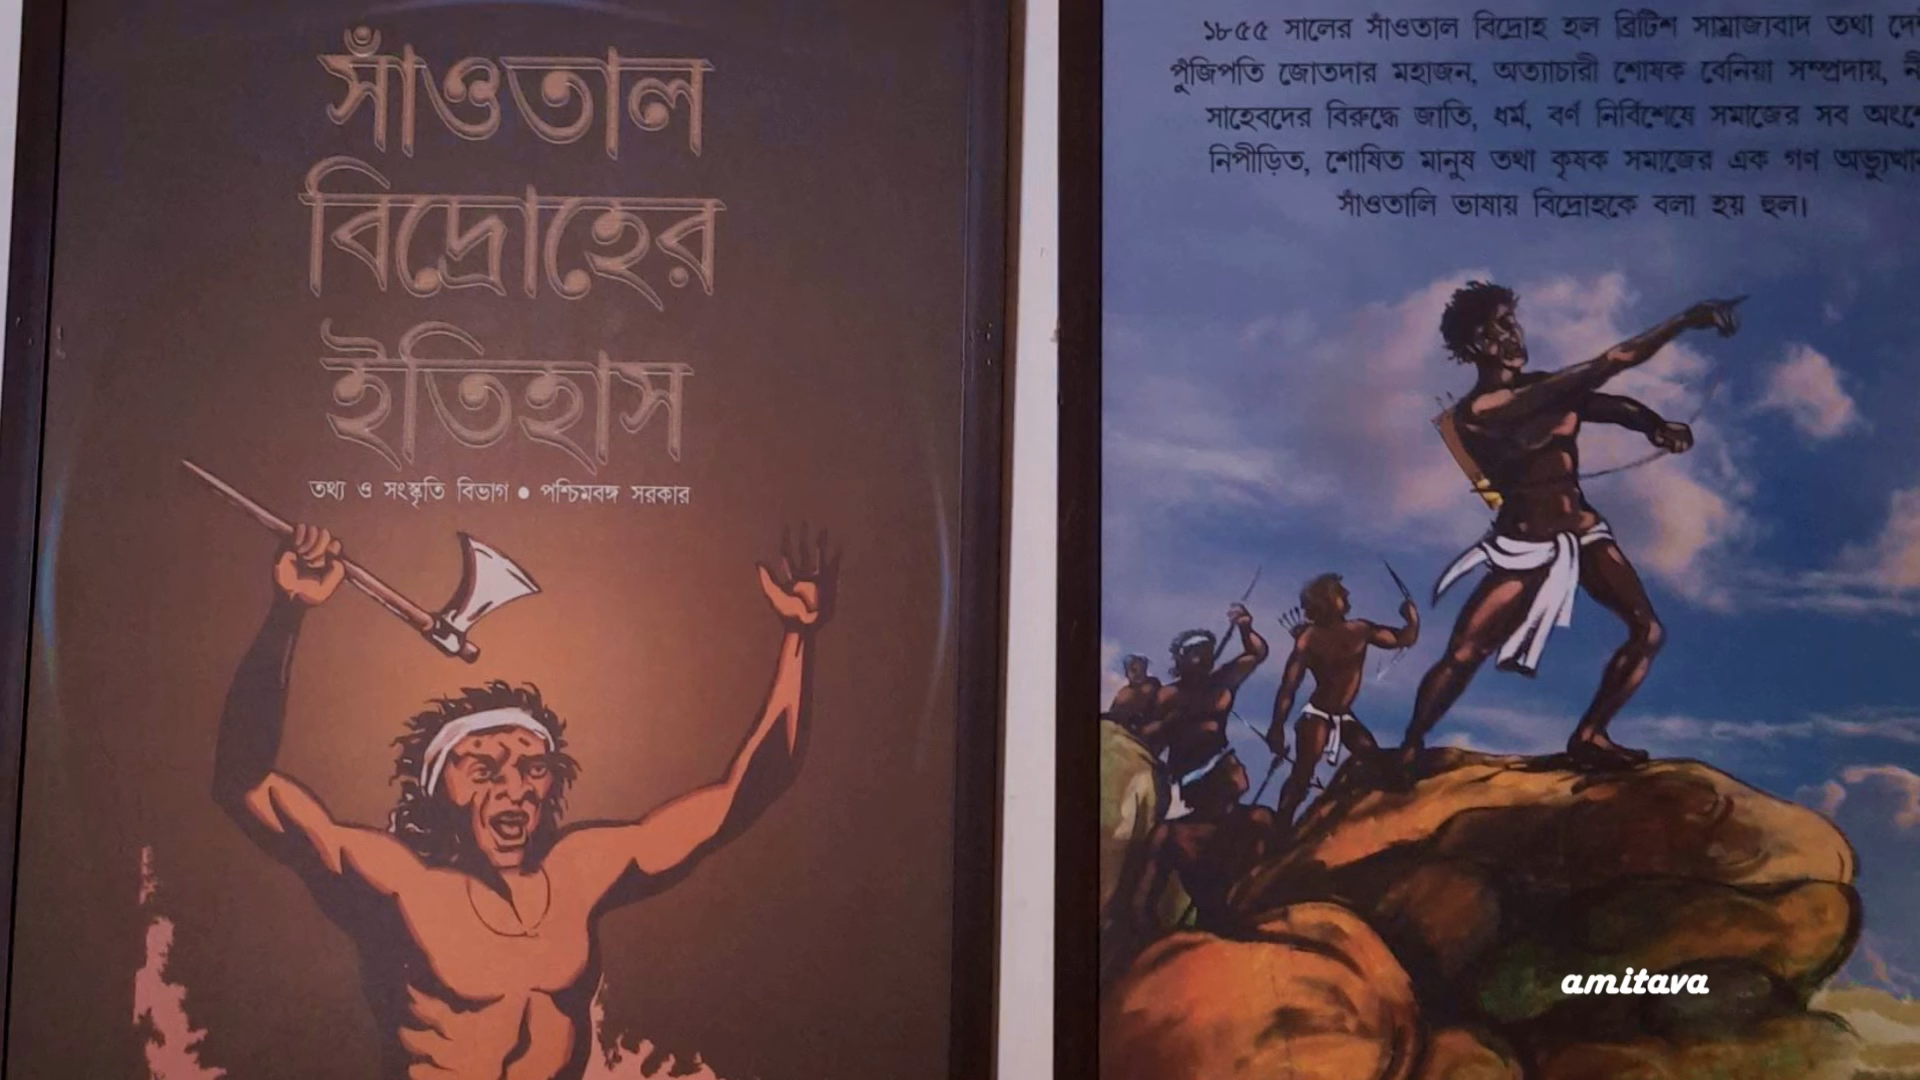 সাঁওতাল
বিদ্রোহের
ইতিহাস
তথ্য ও সংস্কৃতি বিভাগ ● পশ্চিমবঙ্গ সরকার
১৮৫৫ সালের সাঁওতাল বিদ্রোহ হল ব্রিটিশ সাম্রাজ্যবাদ তথা
পুঁজিপতি জোতদার মহাজন, অত্যাচারী শোষক বেনিয়া সম্প্রদায়,
সাহেবদের বিরুদ্ধে জাতি, ধর্ম, বর্ণ নির্বিশেষে সমাজের সব
নিপীড়িত, শোষিত মানুষ তথা কৃষক সমাজের এক গণ
সাঁওতালি ভাষায় বিদ্রোহকে বলা হয় হুল।
amitava